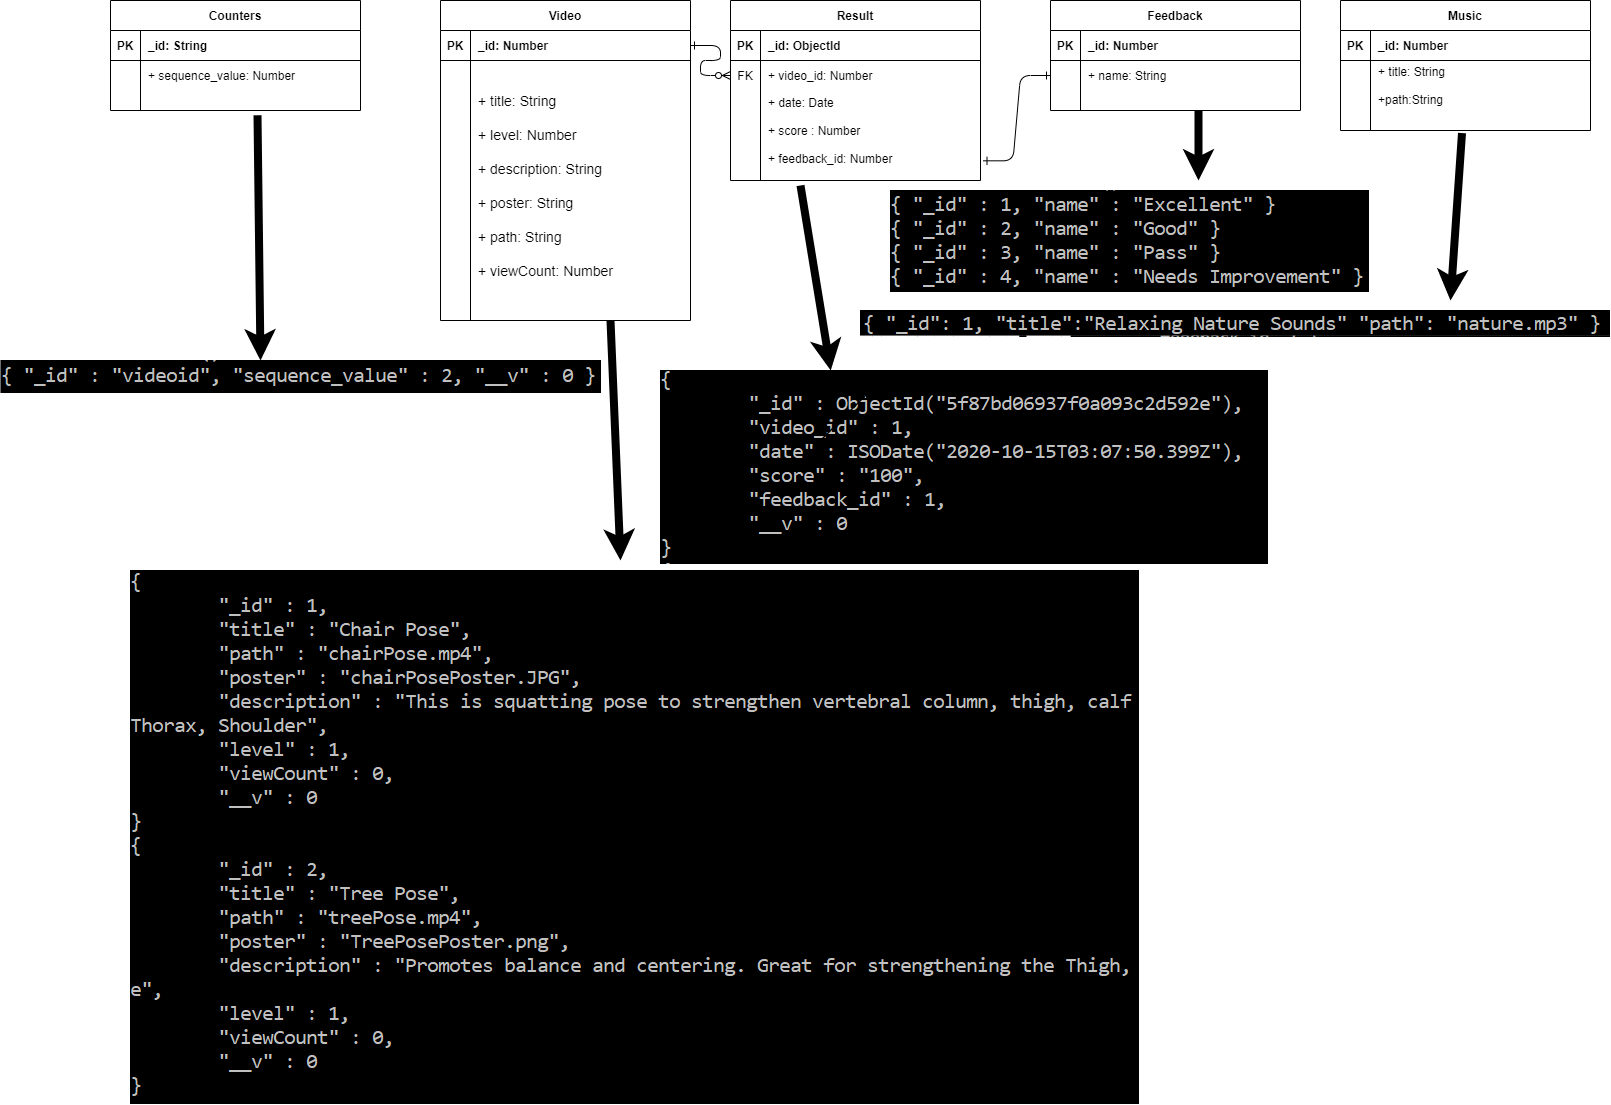 Counters
PK _id: String
+ sequence_value: Number
Video
PK _id: Number
+ title: String
+ level: Number
+ description: String
+ poster: String
+ path: String
+ viewCount: Number
Result
PK _id: ObjectId
FK + video_id: Number
+ date: Date
+ score : Number
+ feedback_id: Number
Feedback
PK _id: Number
+ name: String
Music
PK _id: Number
+ title: String
+path:String
{ "_id" : 1, "name" : "Excellent" }
{ "_id" : 2, "name" : "Good" }
{ "_id" : 3, "name" : "Pass" }
{ "_id" : 4, "name" : "Needs Improvement" }
{ "_id": 1, "title":"Relaxing Nature Sounds" "path": "nature.mp3" }
{ "_id" : "videoid", "sequence_value" : 2, "__v" : 0 }
{
"_id" : ObjectId("5f87bd06937f0a093c2d592e"),
"video_id" : 1,
"date" : ISODate("2020-10-15T03:07:50.399Z"),
"score" : "100",
"feedback_id" : 1,
"__v" : 0
}
{
"_id" : 1,
"title" : "Chair Pose",
"path" : "chairPose.mp4",
"poster" : "chairPosePoster.JPG",
"description" : "This is squatting pose to strengthen vertebral column, thigh, calf
Thorax, Shoulder",
"level" : 1,
"viewCount" : 0,
"__v" : 0
}
{
"_id" : 2,
"title" : "Tree Pose",
"path" : "treePose.mp4",
"poster" : "TreePosePoster.png",
"description" : "Promotes balance and centering. Great for strengthening the Thigh,
e",
"level" : 1,
"viewCount" : 0,
"__v" : 0
}